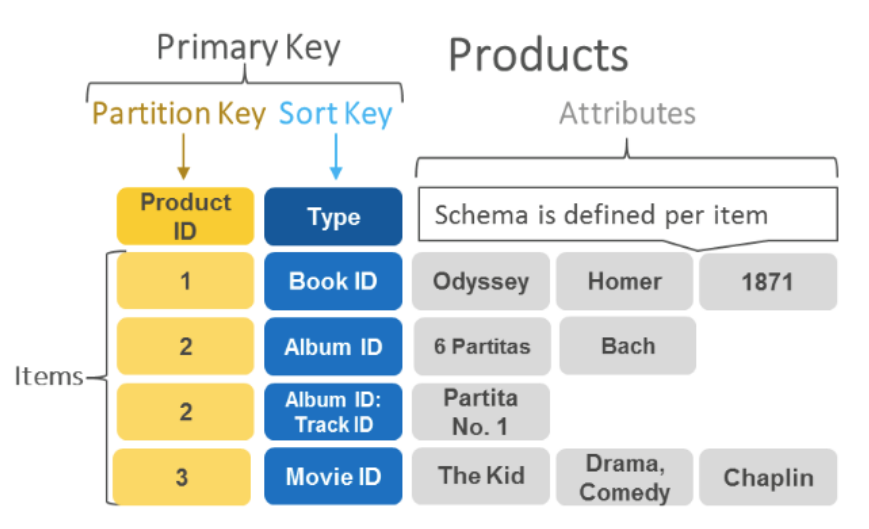 Primary Key
Products
Partition Key
Sort Key
Attributes
Product
ID
Type
Schema is defined per item
Items
1
Book ID
Odyssey
Homer
1871
2
Album ID
6 Partitas
Bach
2
Album ID:
Track ID
Partita
No. 1
3
Movie ID
The Kid
Drama,
Comedy
Chaplin